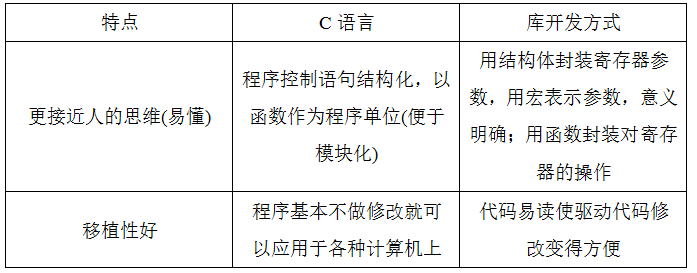 特点
C 语言
库开发方式
更接近人的思维(易懂)
程序控制语句结构化，以
函数作为程序单位(便于
模块化)
用结构体封装寄存器参
数，用宏表示参数，意义
明确；用函数封装对寄存
器的操作
移植性好
程序基本不做修改就可
以应用于各种计算机上
代码易读使驱动代码修
改变得方便